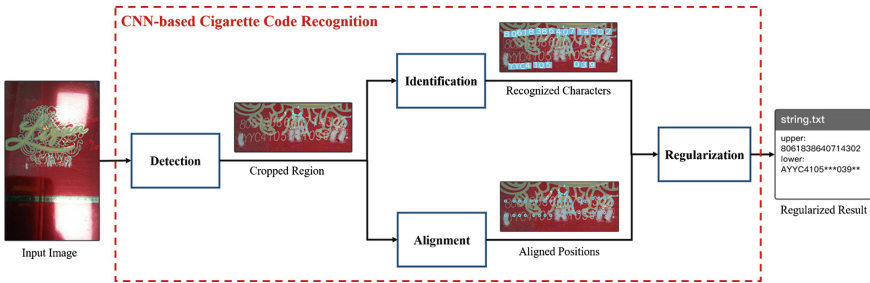 CNN-based Cigarette Code Recognition
Identification
Recognized Characters
string.txt
upper:
8061838640714302
lower:
AYYC4105***039**
Regularized Result
Detection
Cropped Region
Regularization
Alignment
Aligned Positions
Input Image